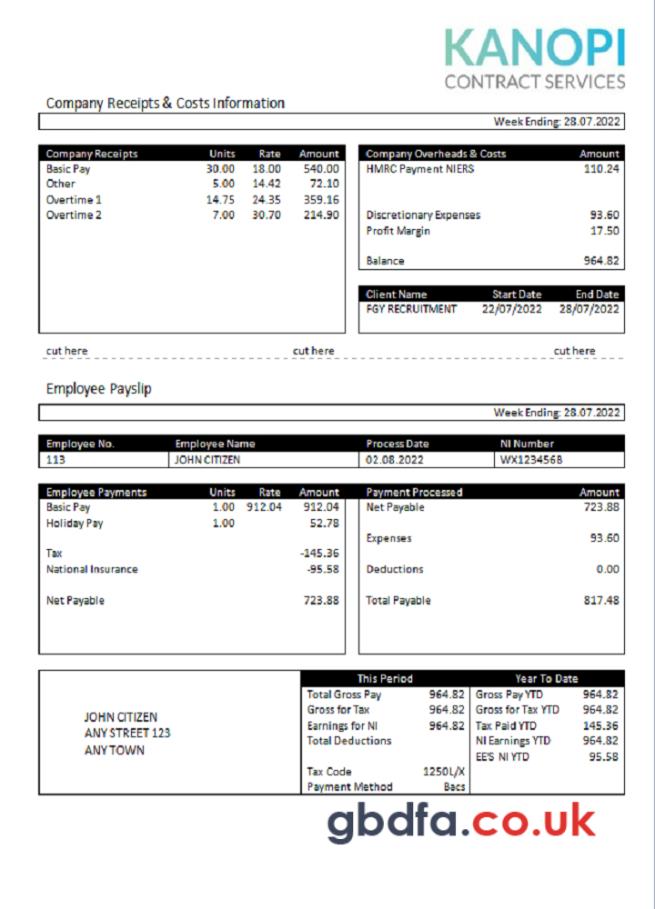 KANOPI
CONTRACT SERVICES
Company Receipts & Costs Information
Week Ending: 28.07.2022
Company Receipts Units Rate Amount
Basic Pay 30.00 18.00 540.00
Other 5.00 14.42 72.10
Overtime 1 14.75 24.35 359.16
Overtime 2 7.00 30.70 214.90
Company Overheads & Costs Amount
HMRC Payment NIERS 110.24
Discretionary Expenses 93.60
Profit Margin 17.50
Balance 964.82
Client Name Start Date End Date
FGY RECRUITMENT 22/07/2022 28/07/2022
cut here cut here cut here
Employee Payslip
Week Ending: 28.07.2022
Employee No. Employee Name Process Date NI Number
113 JOHN CITIZEN 02.08.2022 WX123456B
Employee Payments Units Rate Amount
Basic Pay 1.00 912.04 912.04
Holiday Pay 1.00 52.78
Tax -145.36
National Insurance -95.58
Net Payable 723.88
Payment Processed Amount
Net Payable 723.88
Expenses 93.60
Deductions 0.00
Total Payable 817.48
JOHN CITIZEN
ANY STREET 123
ANY TOWN
This Period
Total Gross Pay 964.82
Gross for Tax 964.82
Earnings for NI 964.82
Total Deductions
Tax Code 1250L/X
Payment Method Bacs
Year To Date
Gross Pay YTD 964.82
Gross for Tax YTD 964.82
Tax Paid YTD 145.36
NI Earnings YTD 964.82
EE'S NI YTD 95.58
gbdfa.co.uk